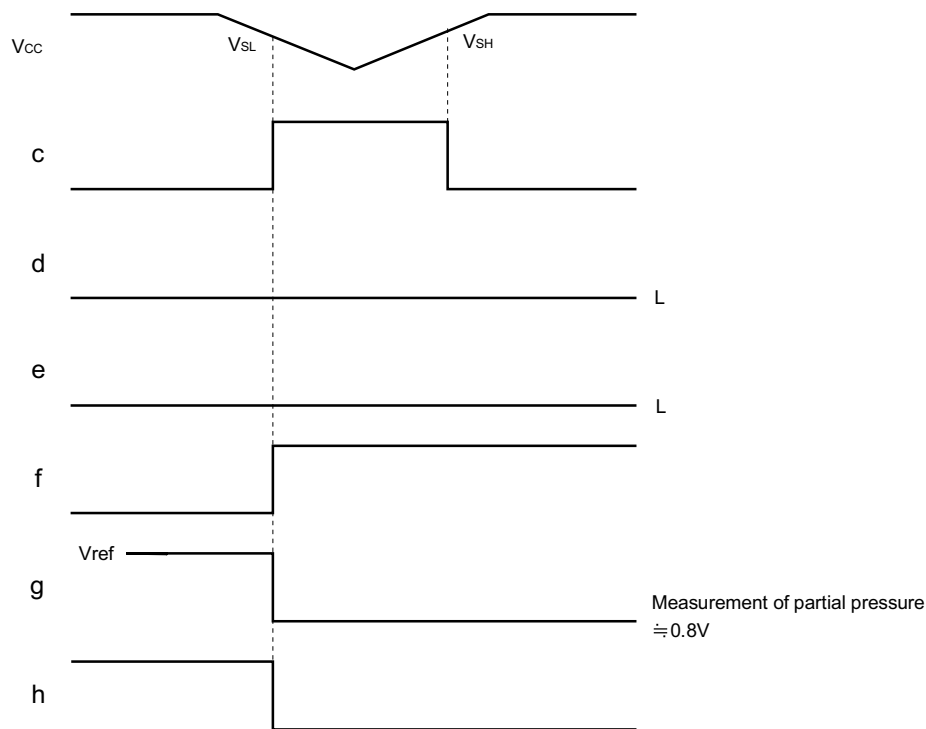 VCC
VSL
VSH
c
d
L
e
L
f
Vref
g
Measurement of partial pressure
≒0.8V
h